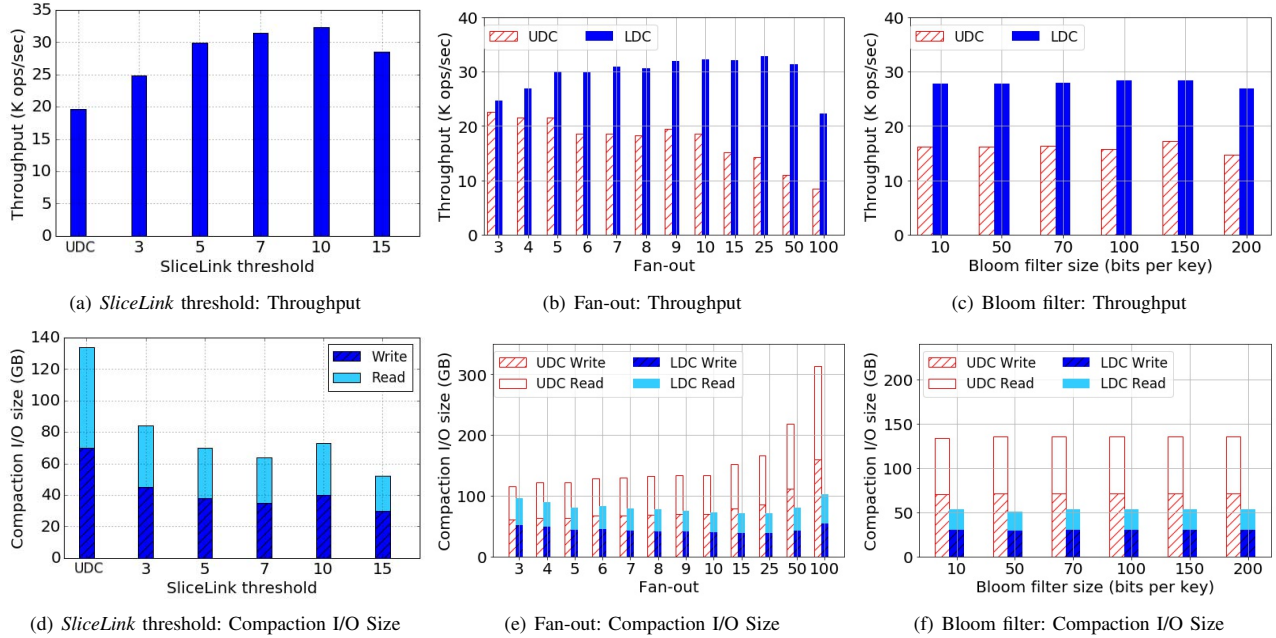 35
30
25
20
15
10
5
0
Throughput (K ops/sec)
UDC 3 5 7 10 15
SliceLink threshold
(a) SliceLink threshold: Throughput
UDC LDC
40
30
20
10
0
Throughput (K ops/sec)
3 4 5 6 7 8 9 10 15 25 50 100
Fan-out
(b) Fan-out: Throughput
UDC LDC
40
30
20
10
0
Throughput (K ops/sec)
10 50 70 100 150 200
Bloom filter size (bits per key)
(c) Bloom filter: Throughput
140
120
100
80
60
40
20
0
Compaction I/O size (GB)
Write
Read
UDC 3 5 7 10 15
SliceLink threshold
(d) SliceLink threshold: Compaction I/O Size
UDC Write LDC Write
UDC Read LDC Read
300
200
100
0
Compaction I/O size (GB)
3 4 5 6 7 8 9 10 15 25 50 100
Fan-out
(e) Fan-out: Compaction I/O Size
UDC Write LDC Write
UDC Read LDC Read
200
150
100
50
0
Compaction I/O size (GB)
10 50 70 100 150 200
Bloom filter size (bits per key)
(f) Bloom filter: Compaction I/O Size